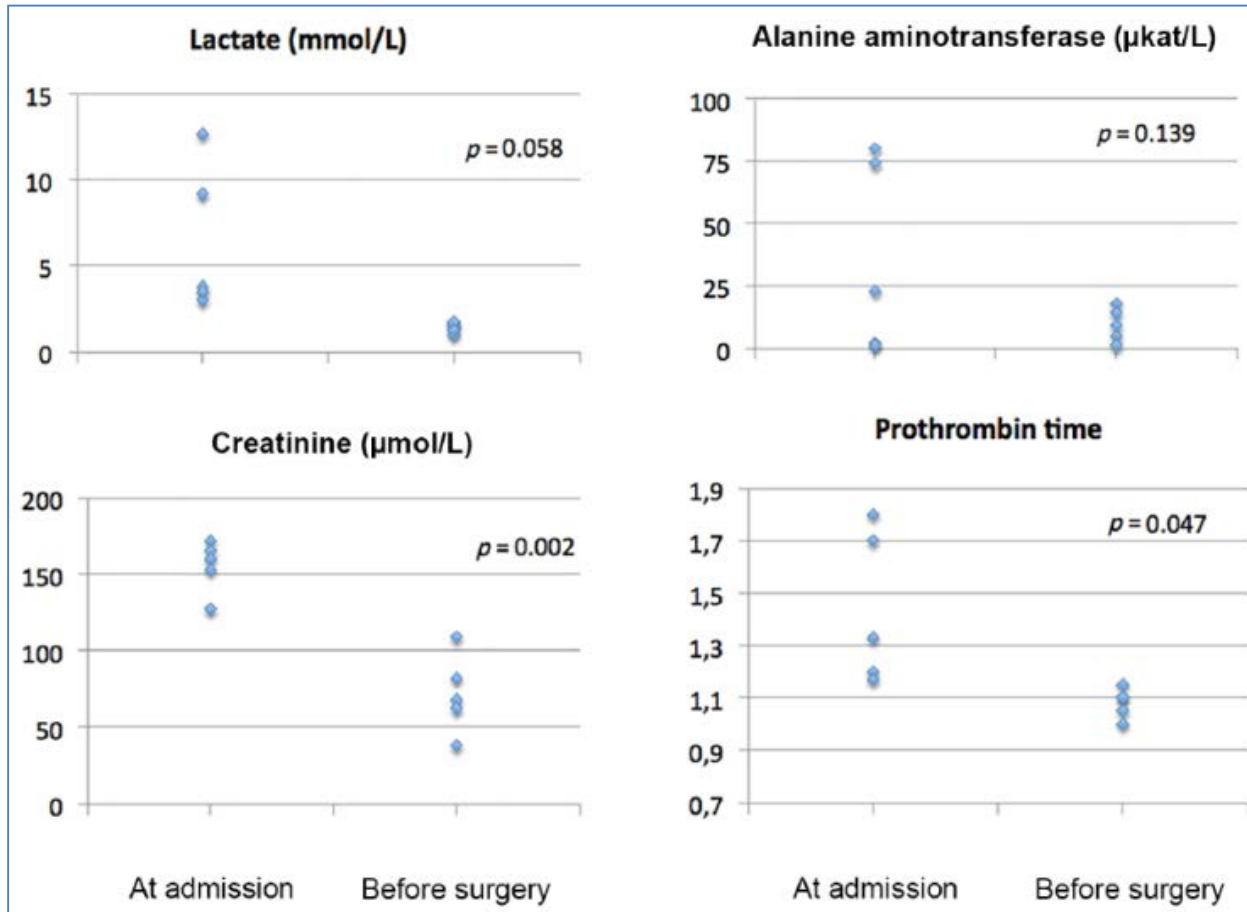 Lactate (mmol/L)
15
10
5
0
p = 0.058
Alanine aminotransferase (μkat/L)
100
75
50
25
0
p = 0.139
Creatinine (μmol/L)
200
150
100
50
0
p = 0.002
At admission Before surgery
Prothrombin time
1,9
1,7
1,5
1,3
1,1
0,9
0,7
p = 0.047
At admission Before surgery